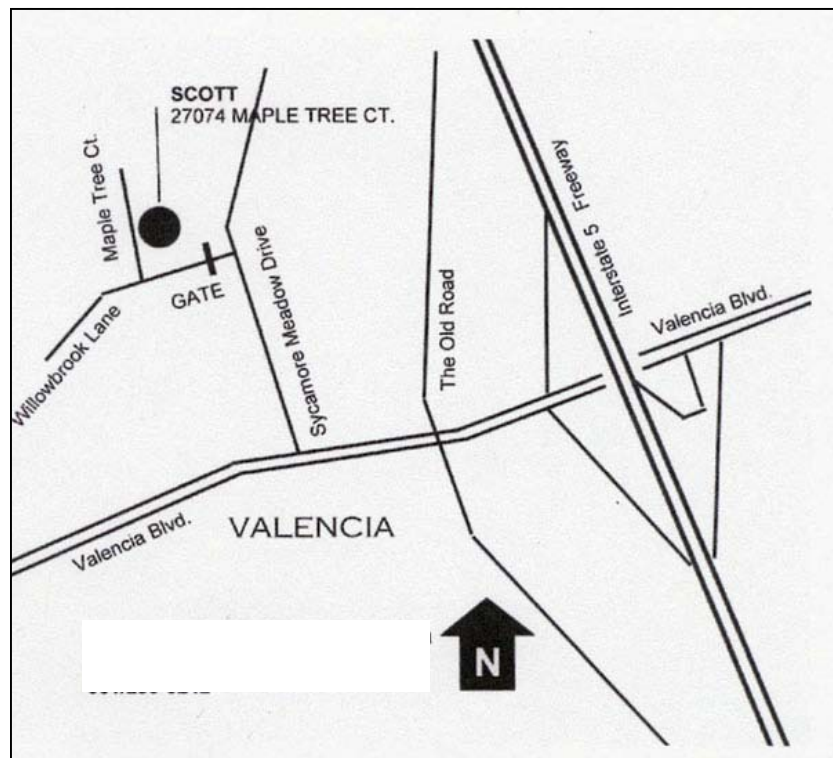 SCOTT
27074 MAPLE TREE CT.
Maple Tree Ct.
GATE
Willowbrook Lane
Sycamore Meadow Drive
The Old Road
Interstate 5 Freeway
Valencia Blvd.
Valencia Blvd.
VALENCIA
N